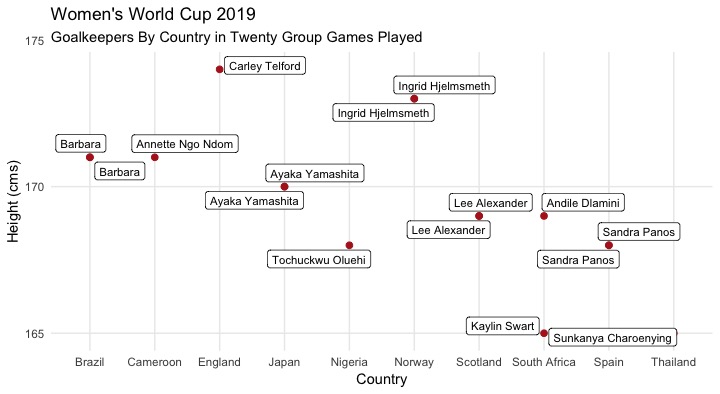 Women's World Cup 2019
Goalkeepers By Country in Twenty Group Games Played
175
Carley Telford
Ingrid Hjelmsmeth
Ingrid Hjelmsmeth
Barbara
Annette Ngo Ndom
Barbara
Ayaka Yamashita
170
Ayaka Yamashita
Lee Alexander
Andile Dlamini
Lee Alexander
Sandra Panos
Tochuckwu Oluehi
Sandra Panos
Kaylin Swart
165
Sunkanya Charoenying
Height (cms)
Brazil Cameroon England Japan Nigeria Norway Scotland South Africa Spain Thailand
Country